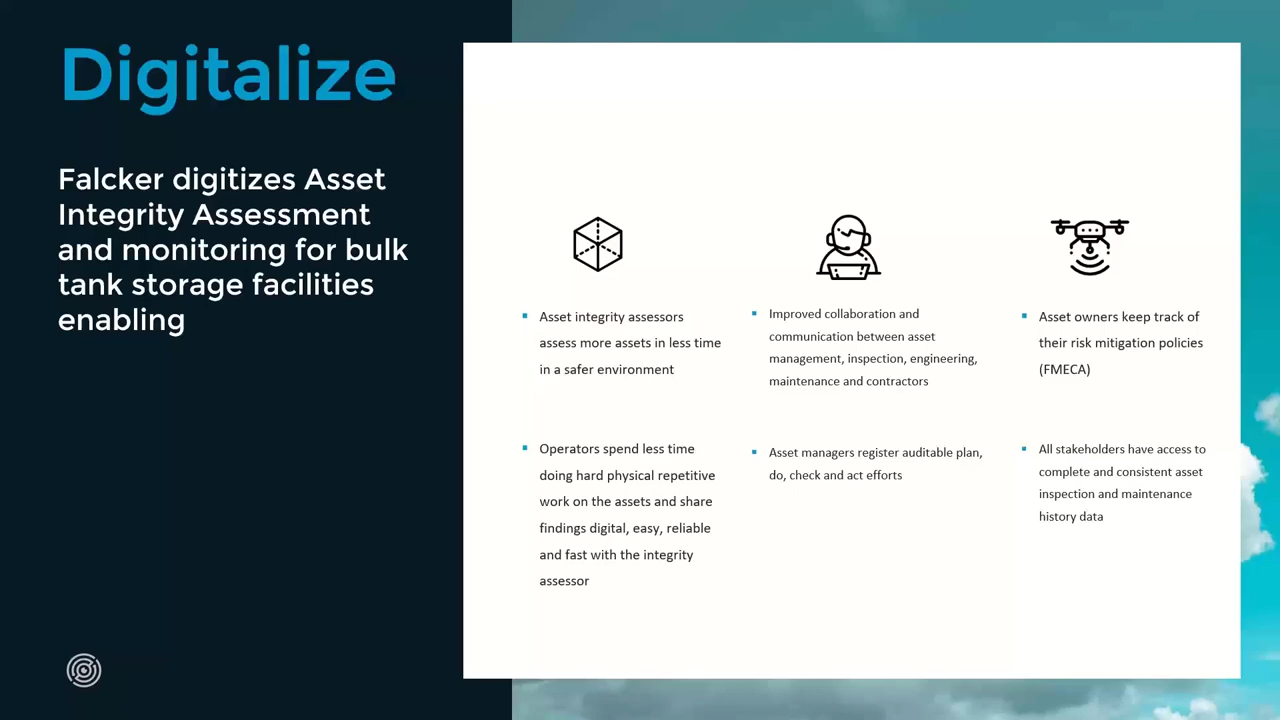 Digitalize
Falcker digitizes Asset
Integrity Assessment
and monitoring for bulk
tank storage facilities
enabling
Asset integrity assessors
assess more assets in less time
in a safer environment
Operators spend less time
doing hard physical repetitive
work on the assets and share
findings digital, easy, reliable
and fast with the integrity
assessor
Improved collaboration and
communication between asset
management, inspection, engineering,
maintenance and contractors
Asset managers register auditable plan,
do, check and act efforts
Asset owners keep track of
their risk mitigation policies
(FMECA)
All stakeholders have access to
complete and consistent asset
inspection and maintenance
history data